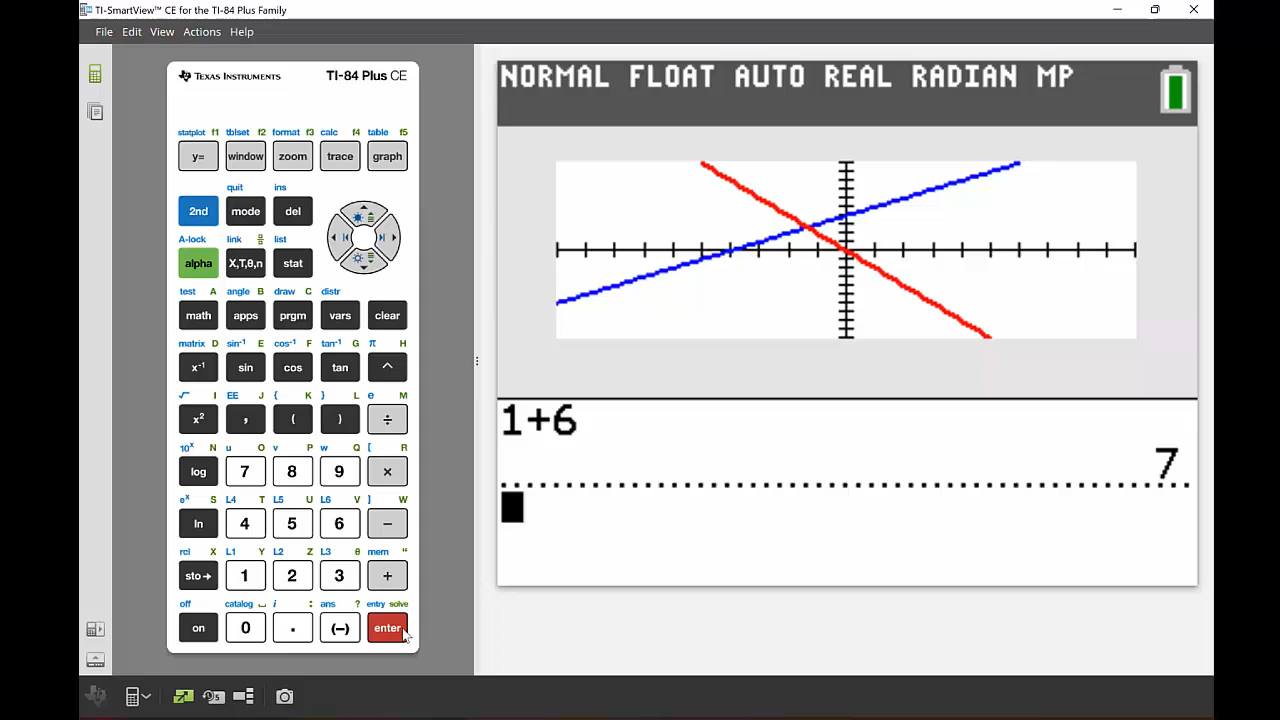 TI-SmartView™ CE for the TI-84 Plus Family
File Edit View Actions Help
TEXAS INSTRUMENTS TI-84 Plus CE
statplot f1 tblset f2 format f3 calc f4 table f5
y= window zoom trace graph
quit ins
2nd mode del
A-lock link list
alpha X,T,θ,n stat
test A angle B draw C distr
math apps prgm vars clear
matrix D sin⁻¹ E cos⁻¹ F tan⁻¹ G π H
x⁻¹ sin cos tan ^
√ I EE J { K } L e M
x² , ( ) ÷
10ˣ N u O v P w Q [ R
log 7 8 9 ×
eˣ S L4 T L5 U L6 V ] W
ln 4 5 6 −
rcl X L1 Y L2 Z L3 θ mem "
sto→ 1 2 3 +
off catalog ⎵ i : ans ? entry solve
on 0 . (−) enter
NORMAL FLOAT AUTO REAL RADIAN MP
1+6
7